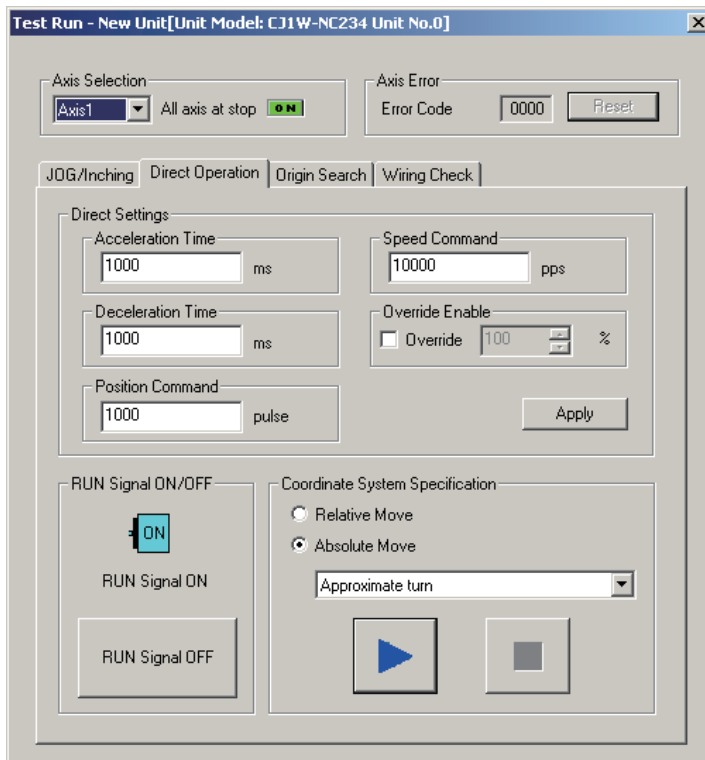 Test Run - New Unit[Unit Model: CJ1W-NC234 Unit No.0]
Axis Selection
Axis1
All axis at stop
ON
Axis Error
Error Code
0000
Reset
JOG/Inching
Direct Operation
Origin Search
Wiring Check
Direct Settings
Acceleration Time
1000
ms
Speed Command
10000
pps
Deceleration Time
1000
ms
Override Enable
Override
100
%
Position Command
1000
pulse
Apply
RUN Signal ON/OFF
ON
RUN Signal ON
RUN Signal OFF
Coordinate System Specification
Relative Move
Absolute Move
Approximate turn